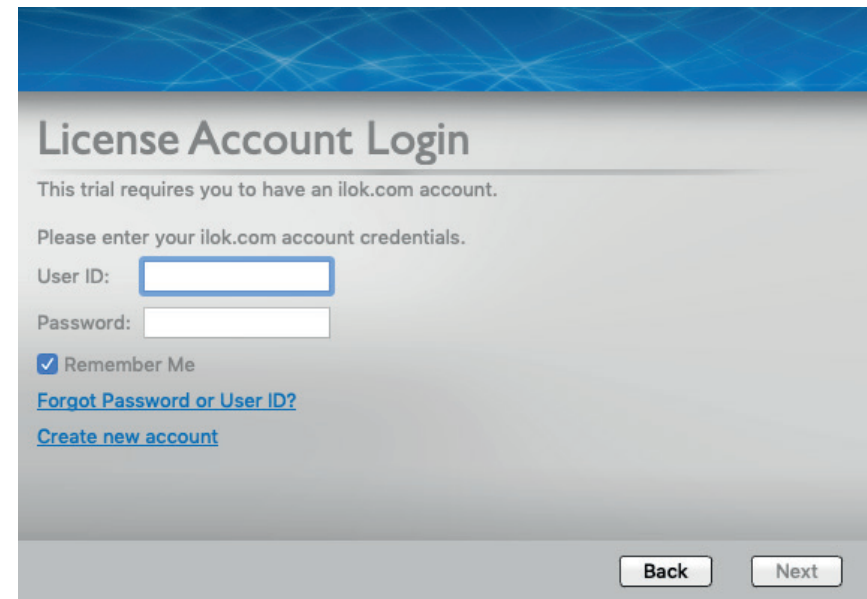 License Account Login
This trial requires you to have an ilok.com account.
Please enter your ilok.com account credentials.
User ID:
Password:
Remember Me
Forgot Password or User ID?
Create new account
Back
Next